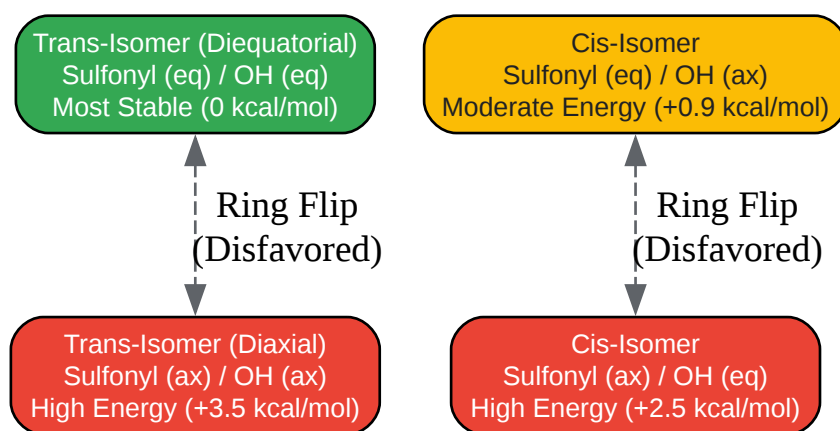 Trans-Isomer (Diequatorial)
Sulfonyl (eq) / OH (eq)
Most Stable (0 kcal/mol)
Cis-Isomer
Sulfonyl (eq) / OH (ax)
Moderate Energy (+0.9 kcal/mol)
Ring Flip
(Disfavored)
Ring Flip
(Disfavored)
Trans-Isomer (Diaxial)
Sulfonyl (ax) / OH (ax)
High Energy (+3.5 kcal/mol)
Cis-Isomer
Sulfonyl (ax) / OH (eq)
High Energy (+2.5 kcal/mol)